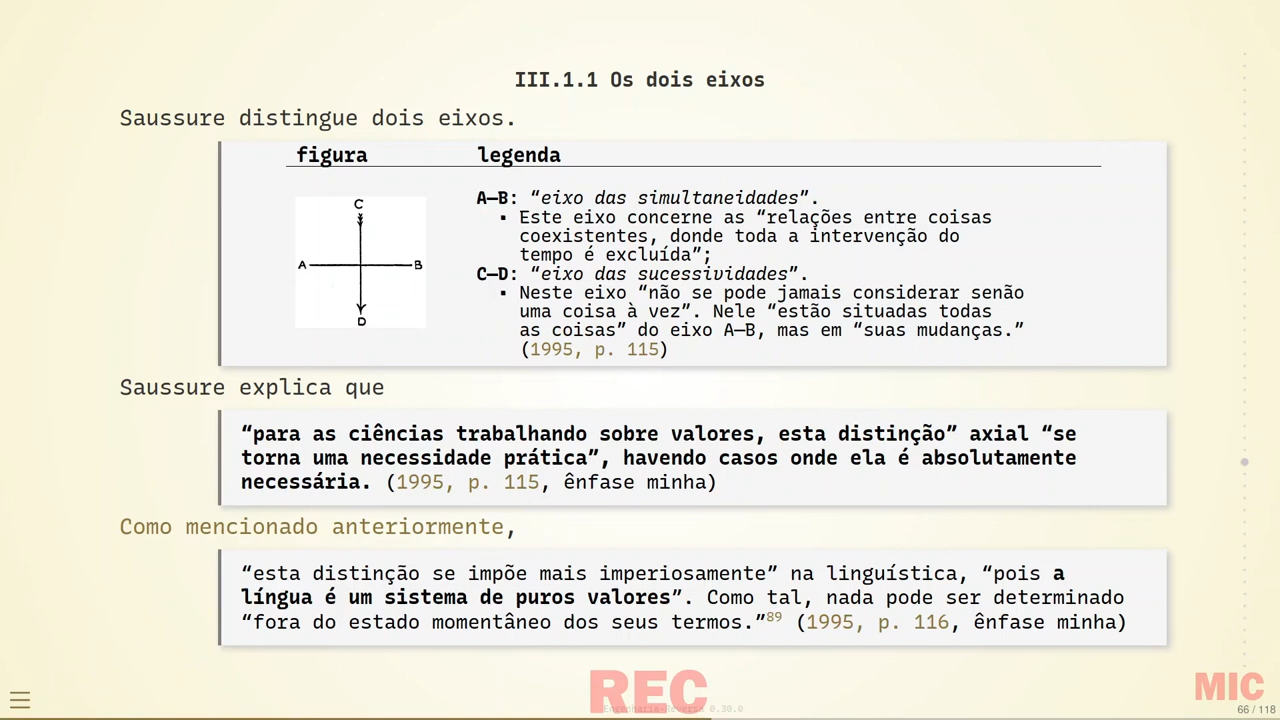 III.1.1 Os dois eixos
Saussure distingue dois eixos.
figura legenda
C
A B
D
A—B: “eixo das simultaneidades”.
▪ Este eixo concerne as “relações entre coisas
coexistentes, donde toda a intervenção do
tempo é excluída”;
C—D: “eixo das sucessividades”.
▪ Neste eixo “não se pode jamais considerar senão
uma coisa à vez”. Nele “estão situadas todas
as coisas” do eixo A—B, mas em “suas mudanças.”
(1995, p. 115)
Saussure explica que
“para as ciências trabalhando sobre valores, esta distinção” axial “se
torna uma necessidade prática”, havendo casos onde ela é absolutamente
necessária. (1995, p. 115, ênfase minha)
Como mencionado anteriormente,
“esta distinção se impõe mais imperiosamente” na linguística, “pois a
língua é um sistema de puros valores”. Como tal, nada pode ser determinado
“fora do estado momentâneo dos seus termos.”89 (1995, p. 116, ênfase minha)
REC
MIC
Engenharia-Reversa 0.30.0
66 / 118